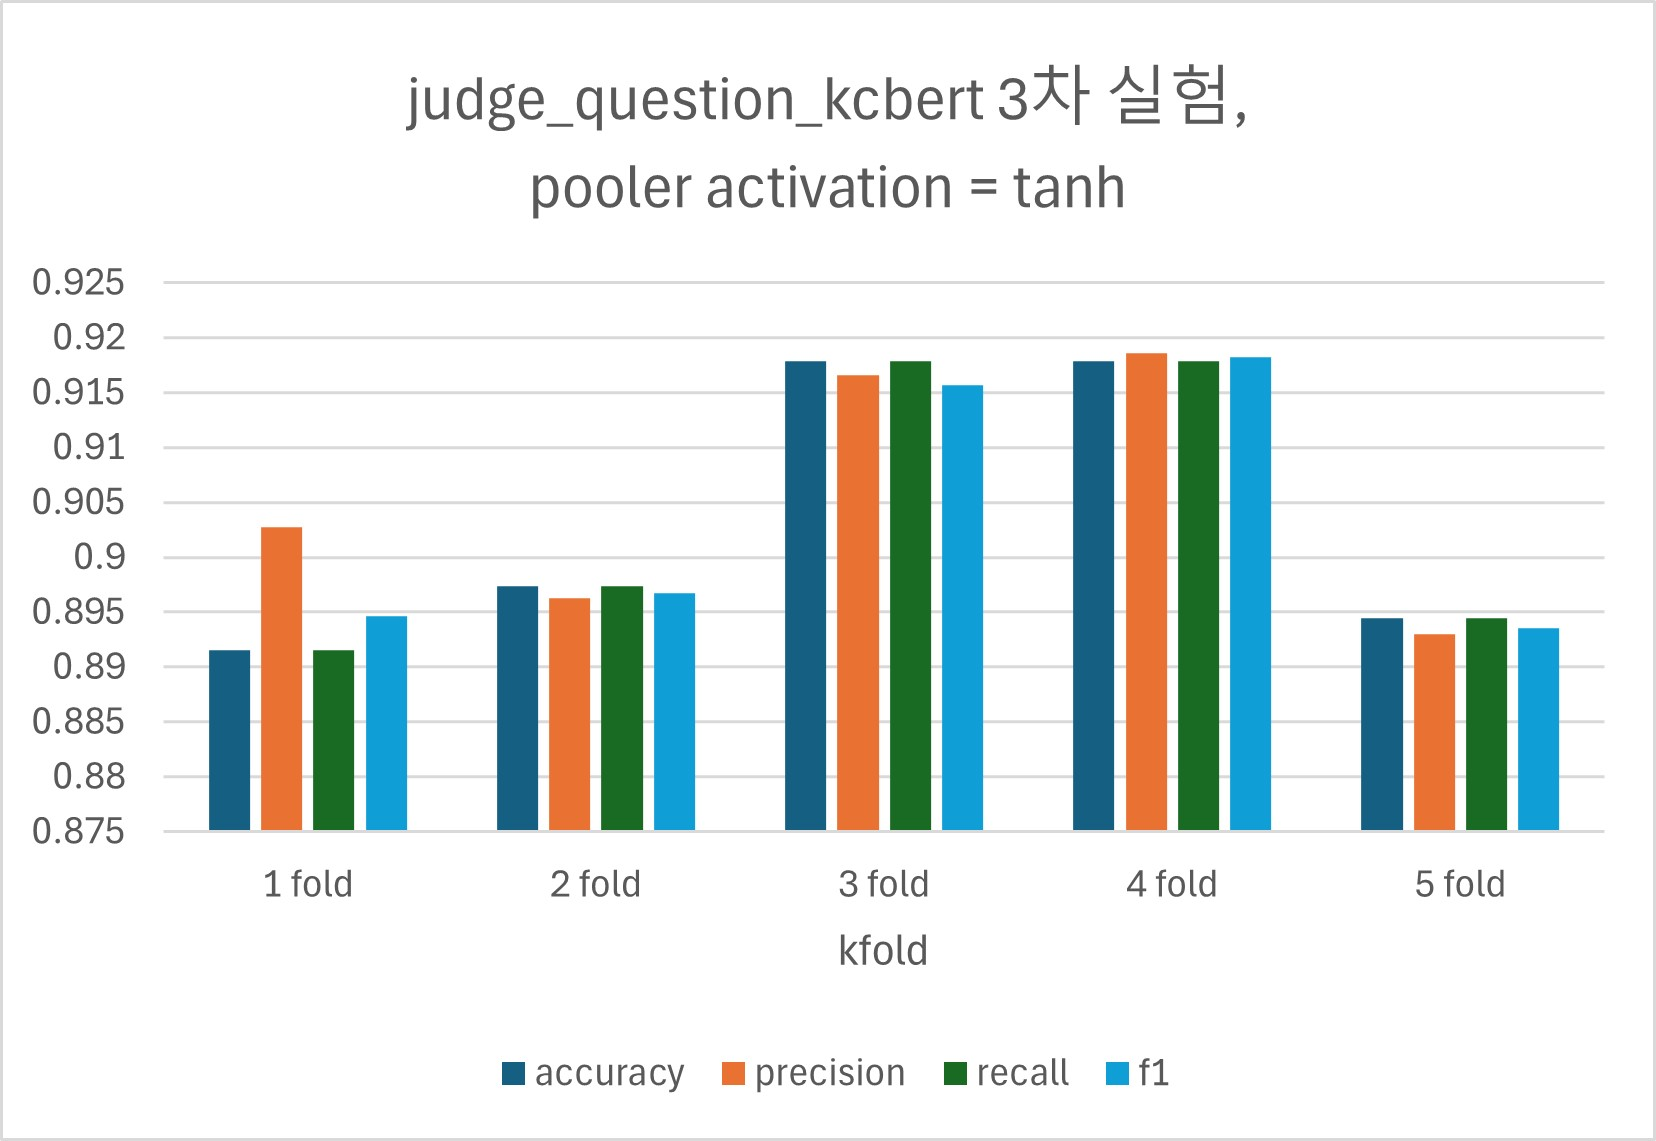 judge_question_kcbert 3차 실험,
pooler activation = tanh
0.925
0.92
0.915
0.91
0.905
0.9
0.895
0.89
0.885
0.88
0.875
1 fold 2 fold 3 fold 4 fold 5 fold
kfold
accuracy precision recall f1